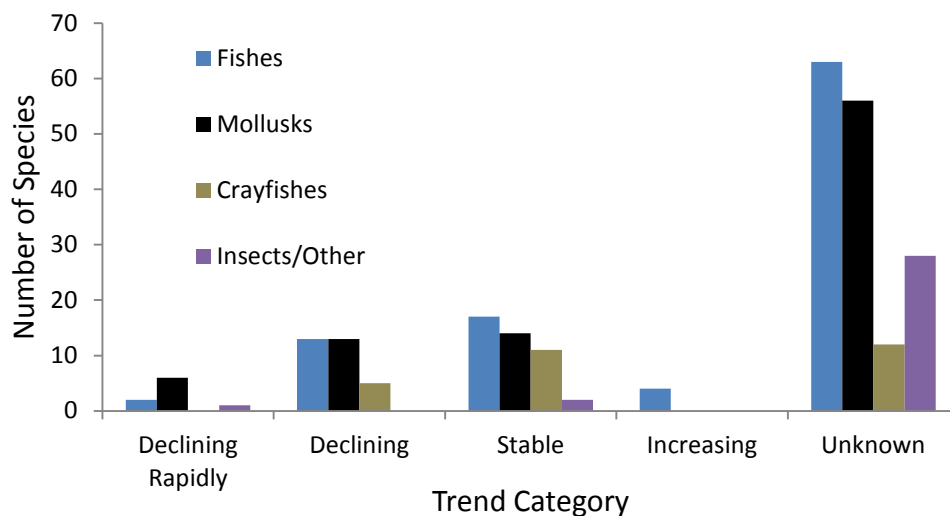 70
60
50
40
30
20
10
0
Number of Species
Fishes
Mollusks
Crayfishes
Insects/Other
Declining
Rapidly
Declining
Stable
Increasing
Unknown
Trend Category